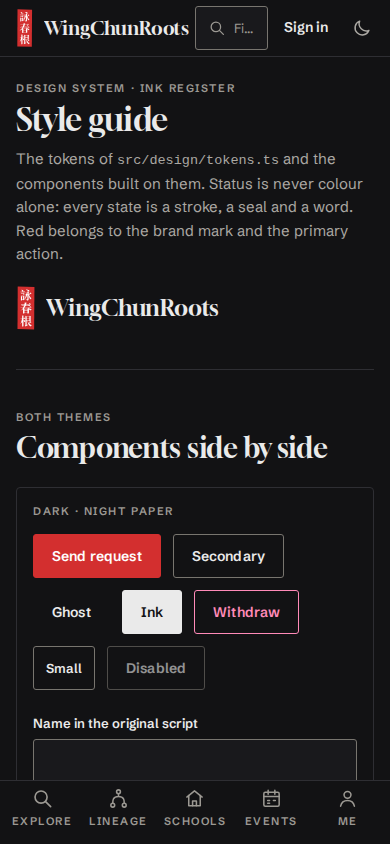 詠春根 WingChunRoots Fi... Sign in
DESIGN SYSTEM · INK REGISTER
Style guide
The tokens of src/design/tokens.ts and the
components built on them. Status is never colour
alone: every state is a stroke, a seal and a word.
Red belongs to the brand mark and the primary
action.
詠春根 WingChunRoots
BOTH THEMES
Components side by side
DARK · NIGHT PAPER
Send request Secondary
Ghost Ink Withdraw
Small Disabled
Name in the original script
EXPLORE LINEAGE SCHOOLS EVENTS ME